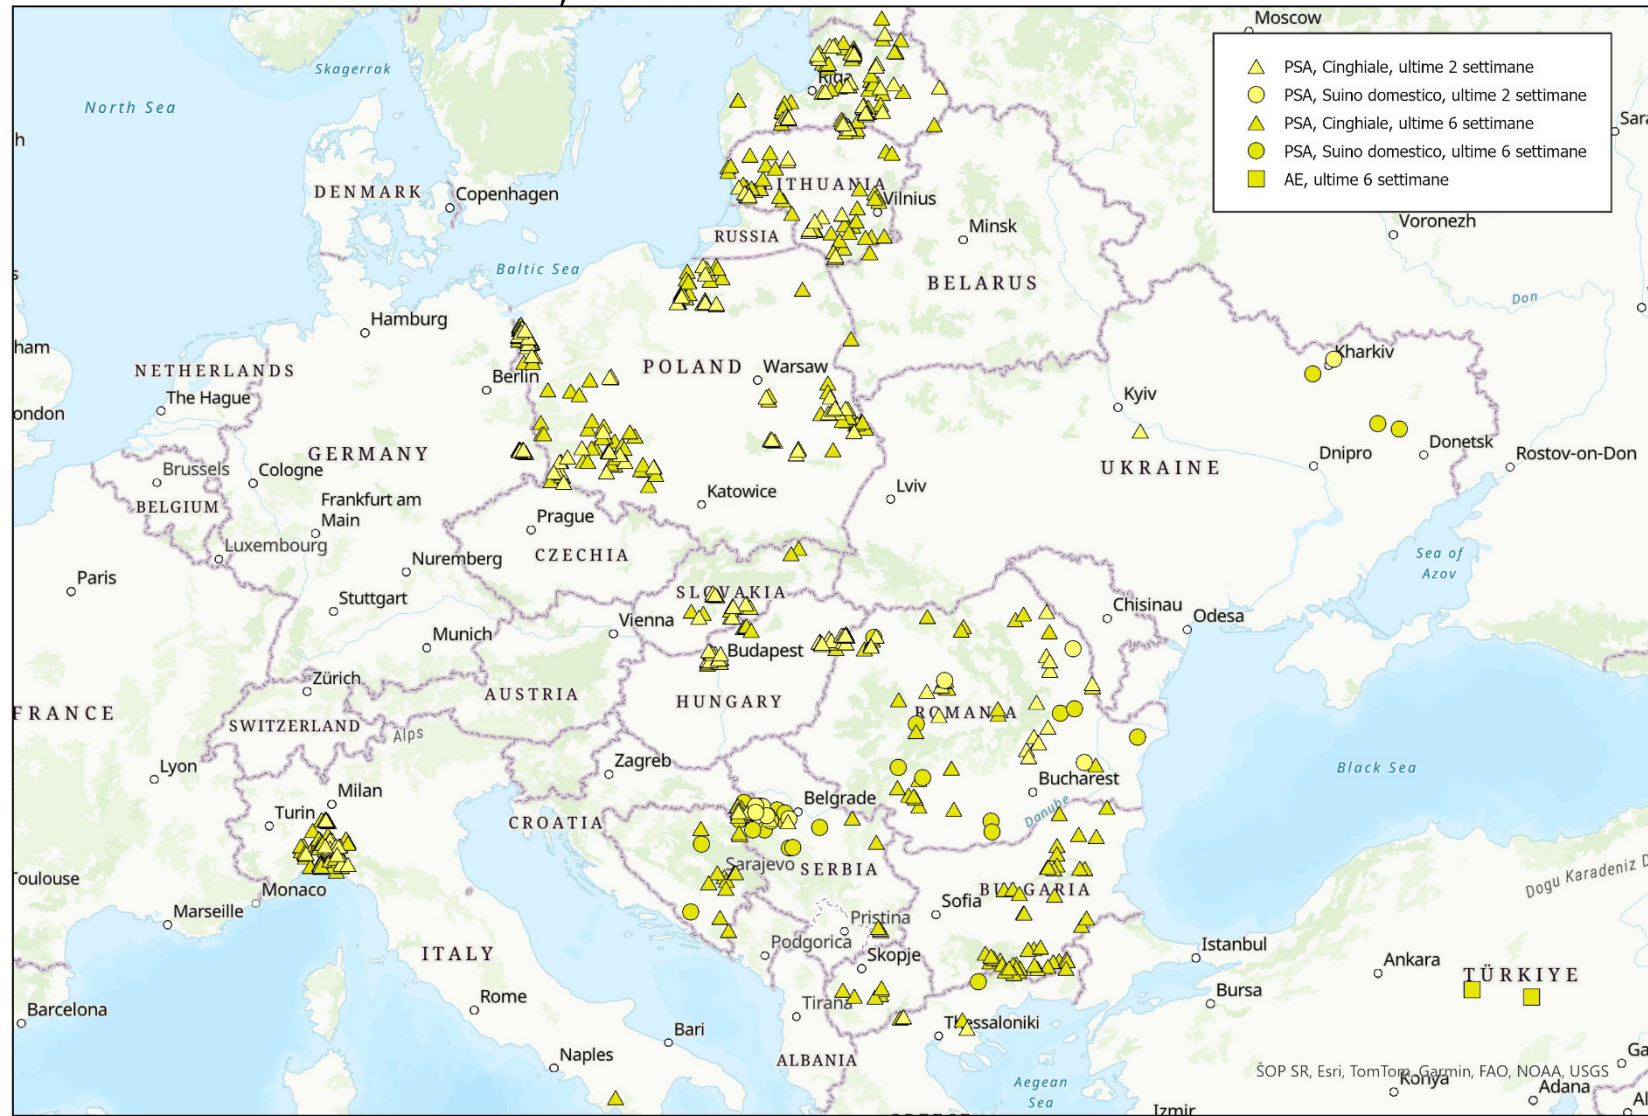 Moscow
PSA, Cinghiale, ultime 2 settimane
PSA, Suino domestico, ultime 2 settimane
PSA, Cinghiale, ultime 6 settimane
PSA, Suino domestico, ultime 6 settimane
AE, ultime 6 settimane
Skagerrak
North Sea
Riga
Sara
DENMARK
Copenhagen
LITHUANIA
Vilnius
Voronezh
RUSSIA
Minsk
Baltic Sea
BELARUS
Don
Hamburg
ham
Kharkiv
NETHERLANDS
Berlin
POLAND
Warsaw
The Hague
Kyiv
ondon
GERMANY
Dnipro
Donetsk
Brussels
Cologne
UKRAINE
Rostov-on-Don
BELGIUM
Frankfurt am
Main
Katowice
Lviv
Prague
Luxembourg
CZECHIA
Nuremberg
Sea of
Azov
Paris
SLOVAKIA
Stuttgart
Chisinau
Vienna
Odesa
Munich
Budapest
Zürich
AUSTRIA
HUNGARY
FRANCE
SWITZERLAND
ROMANIA
Alps
Lyon
Zagreb
Black Sea
Bucharest
Milan
Belgrade
Danube
Turin
CROATIA
Sarajevo
SERBIA
Toulouse
Monaco
BULGARIA
Dogu Karadeniz D
Marseille
Pristina
Sofia
Podgorica
Istanbul
ITALY
Skopje
Ankara
TÜRKIYE
Rome
Tirana
Bursa
Barcelona
Bari
Thessaloniki
Naples
ALBANIA
Ga
ŠOP SR, Esri, TomTom, Garmin, FAO, NOAA, USGS
Aegean
Sea
Konya
Adana
Izmir